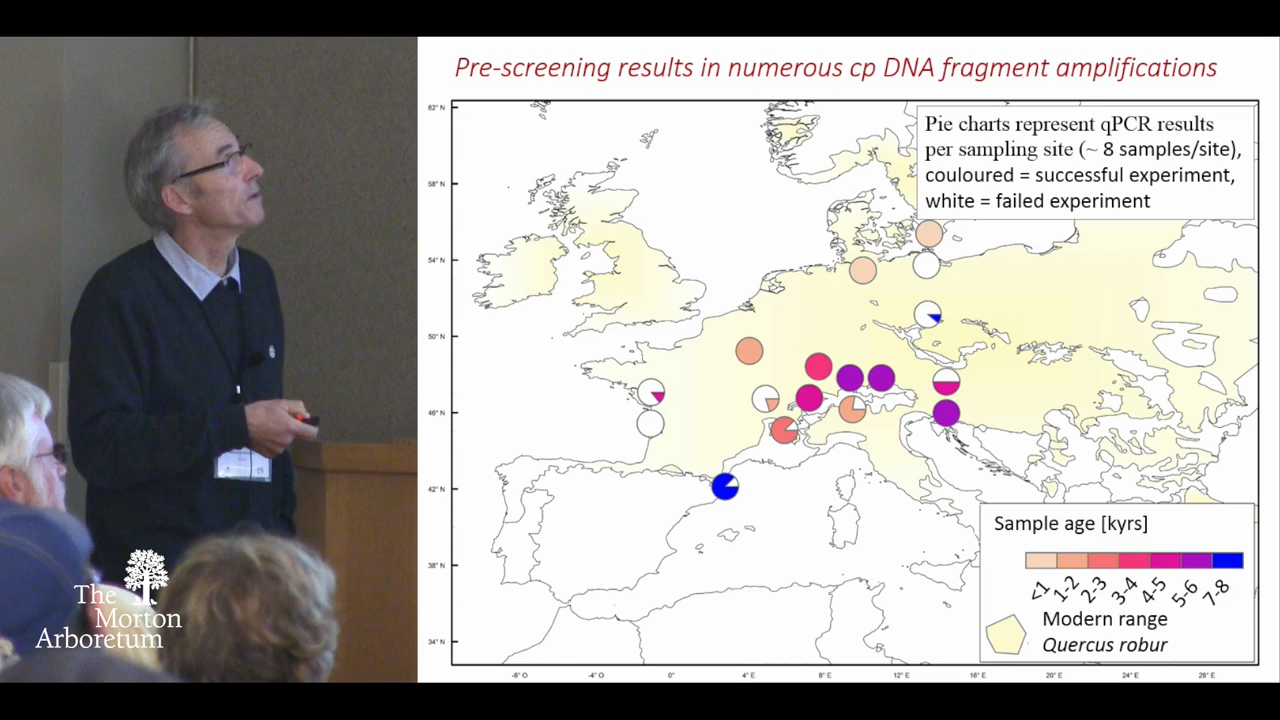 Pre-screening results in numerous cp DNA fragment amplifications
62° N
58° N
54° N
50° N
46° N
42° N
38° N
34° N
-8° O
-4° O
0°
4° E
8° E
12° E
16° E
20° E
24° E
28° E
Pie charts represent qPCR results
per sampling site (~ 8 samples/site),
couloured = successful experiment,
white = failed experiment
Sample age [kyrs]
<1
1-2
2-3
3-4
4-5
5-6
7-8
Modern range
Quercus robur
The
Morton
Arboretum